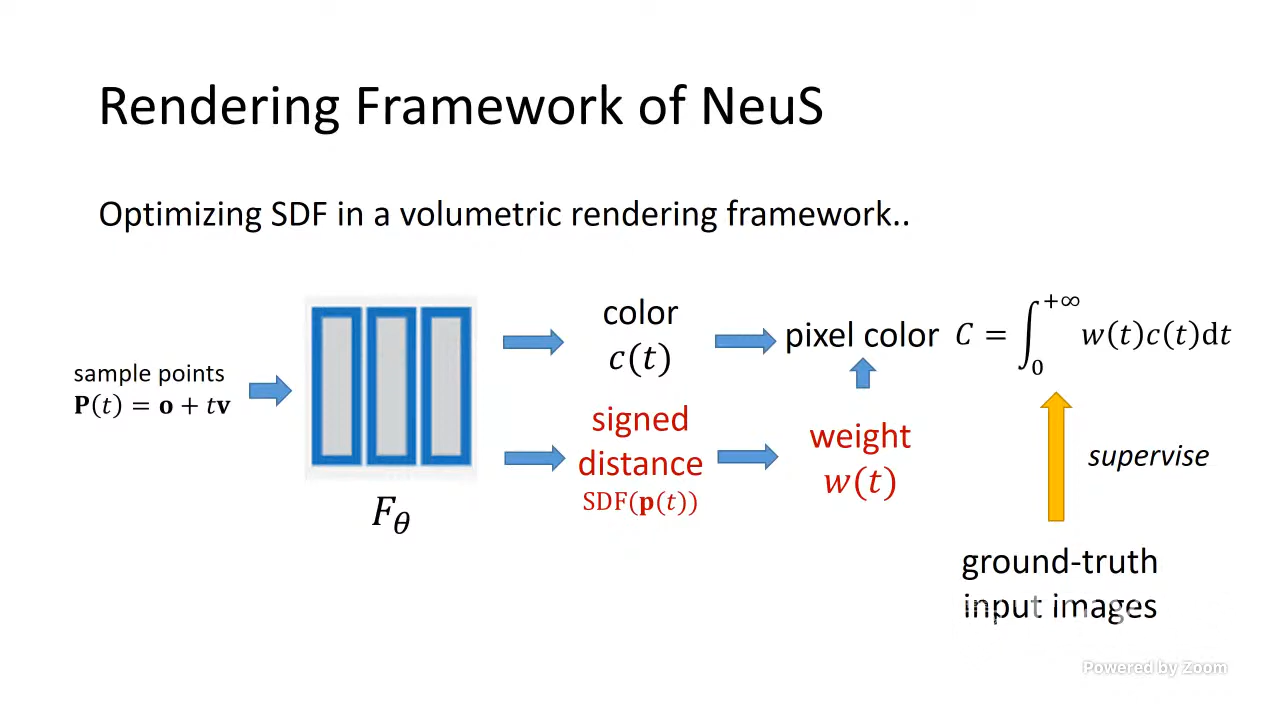 Rendering Framework of NeuS
Optimizing SDF in a volumetric rendering framework..
sample points
P(t) = o + tv
F_θ
color
c(t)
signed
distance
SDF(p(t))
pixel color C = ∫₀^{+∞} w(t)c(t)dt
weight
w(t)
supervise
ground-truth
input images
Powered by Zoom